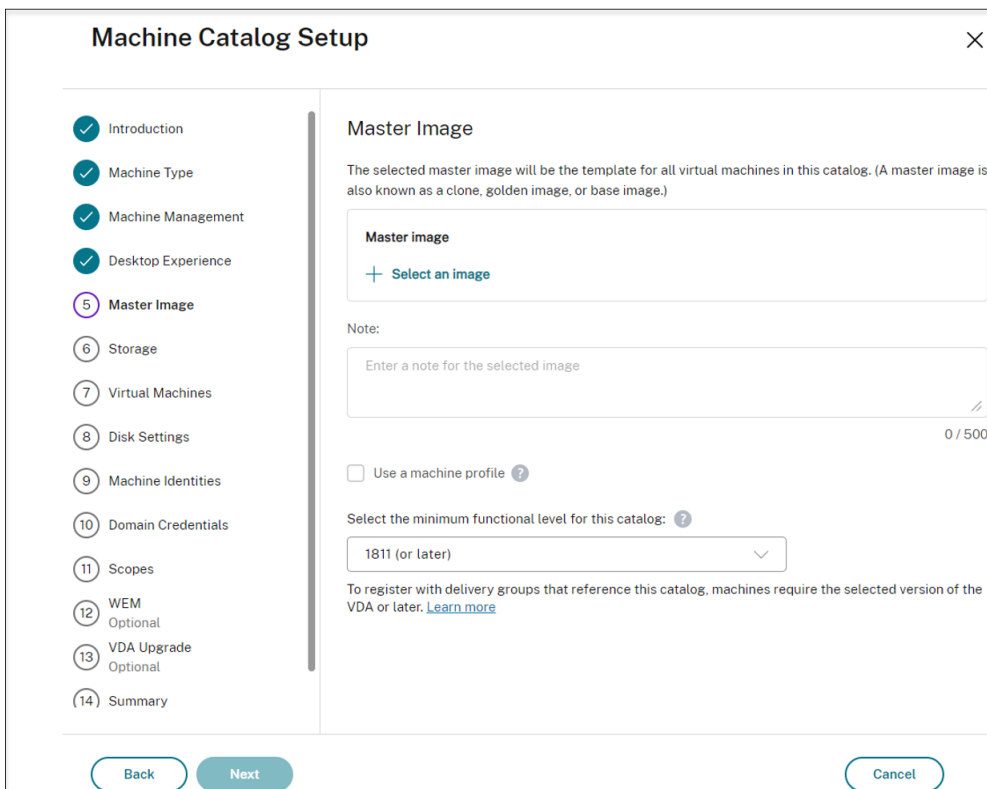 Machine Catalog Setup
Introduction
Machine Type
Machine Management
Desktop Experience
5 Master Image
6 Storage
7 Virtual Machines
8 Disk Settings
9 Machine Identities
10 Domain Credentials
11 Scopes
12 WEM
Optional
13 VDA Upgrade
Optional
14 Summary
Master Image
The selected master image will be the template for all virtual machines in this catalog. (A master image is
also known as a clone, golden image, or base image.)
Master image
+ Select an image
Note:
Enter a note for the selected image
0 / 500
Use a machine profile ?
Select the minimum functional level for this catalog: ?
1811 (or later)
To register with delivery groups that reference this catalog, machines require the selected version of the
VDA or later. Learn more
Back
Next
Cancel